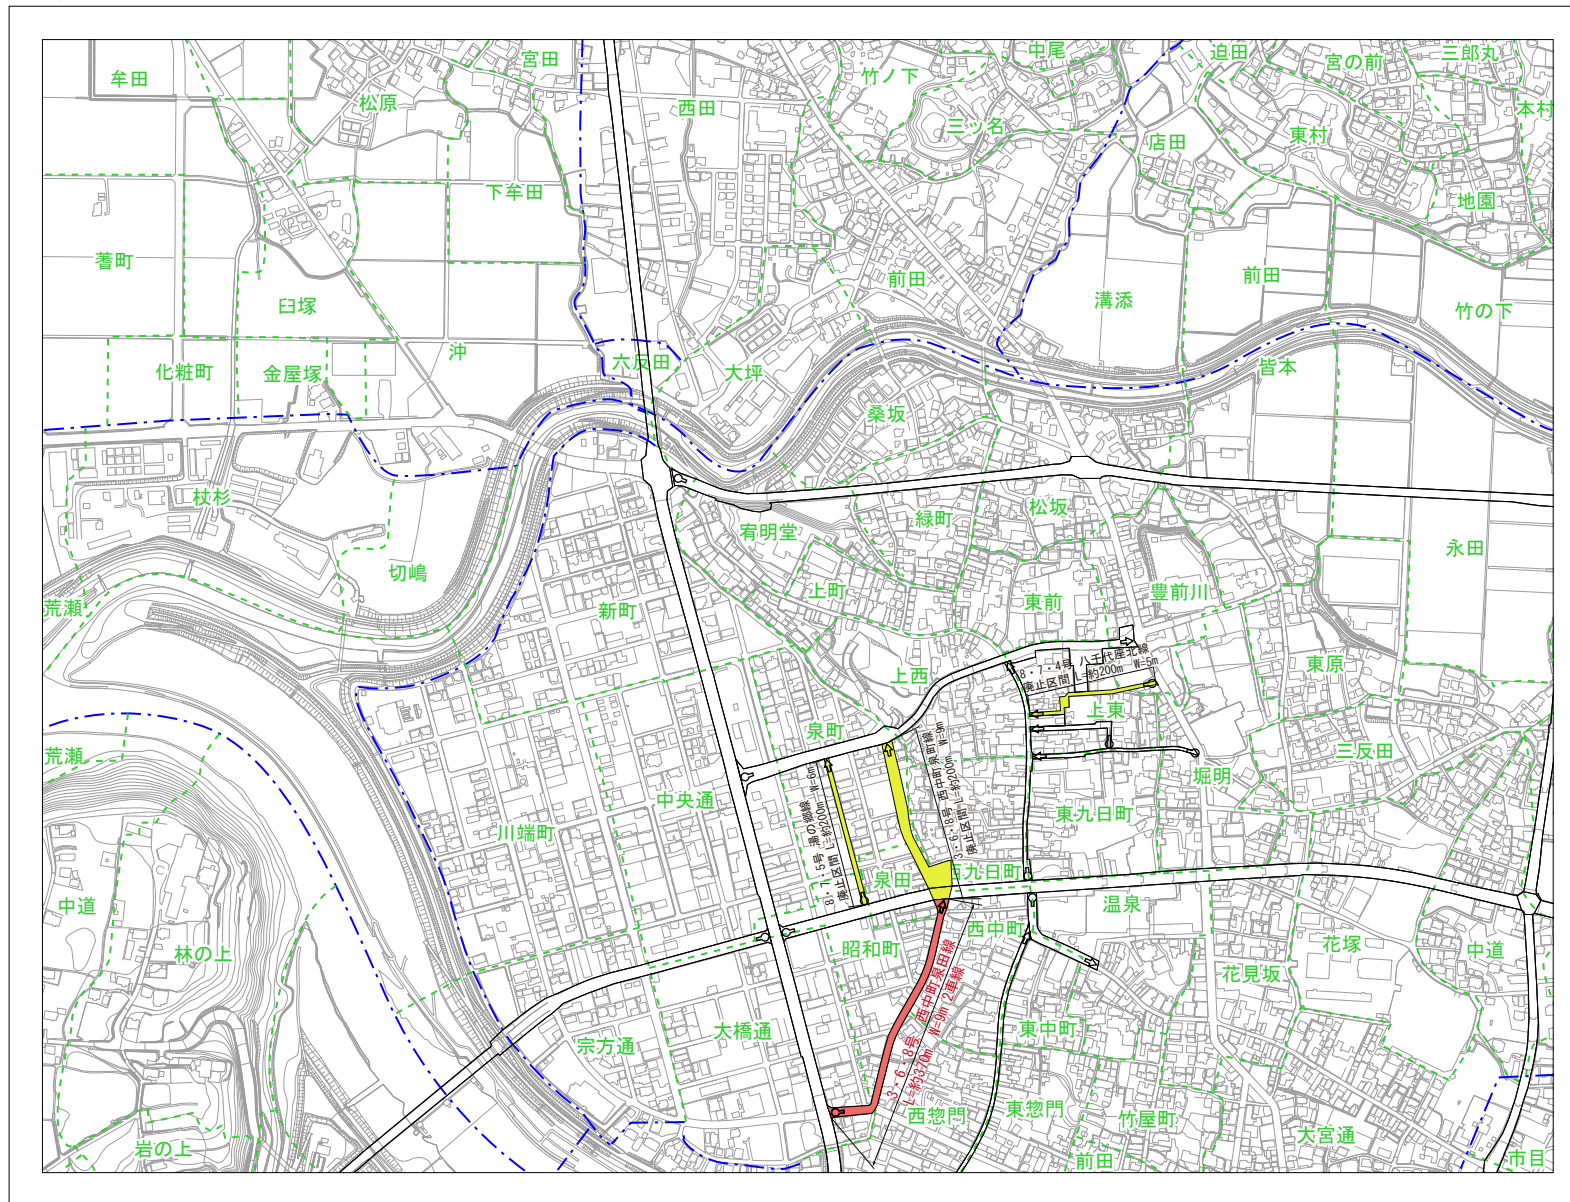 牟田
松原
宮田
西田
竹ノ下
中尾
迫田
宮の前
三郎丸
本村
三ッ名
店田
東村
地園
下牟田
蓍町
臼塚
前田
溝添
前田
竹の下
化粧町
金屋塚
沖
六反田
大坪
皆本
桑坂
杖杉
宥明堂
緑町
松坂
永田
切嶋
荒瀬
新町
上町
東前
豊前川
上西
東原
8・7・4号 八千代座北線
廃止区間 L=約200m W=5m
上東
泉町
三反田
荒瀬
堀明
中央通
川端町
東九日町
8・7・5号 湯の郷線
廃止区間 L=約200m W=6m
3・6・8号 西中町泉町線
廃止区間 L=約200m W=9m
泉田
西九日町
中道
温泉
林の上
昭和町
西中町
花塚
中道
花見坂
3・6・8号 西中町泉田線
L=約370m W=9m 2車線
大橋通
宗方通
東中町
西惣門
東惣門
竹屋町
大宮通
岩の上
前田
市目